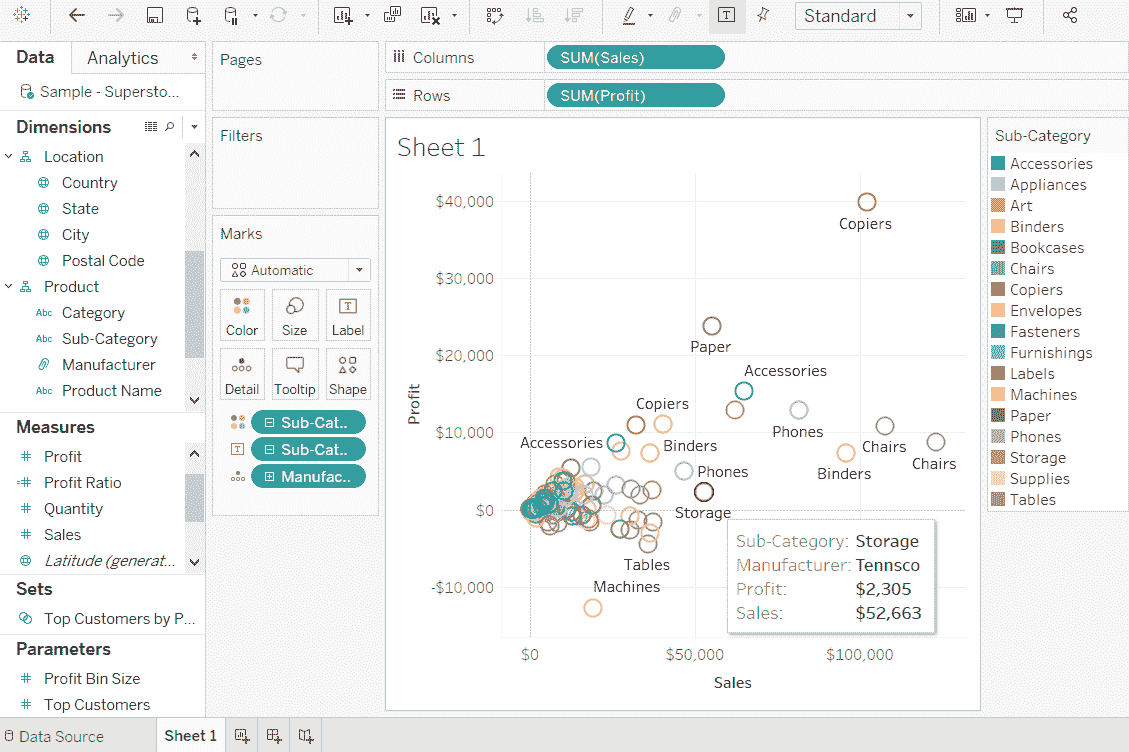 Standard
Data
Analytics
Sample - Supersto...
Dimensions
Location
Country
State
City
Postal Code
Product
Abc Category
Abc Sub-Category
Manufacturer
Abc Product Name
Measures
Profit
Profit Ratio
Quantity
Sales
Latitude (generat...
Sets
Top Customers by P...
Parameters
Profit Bin Size
Top Customers
Pages
Filters
Marks
Automatic
Color
Size
Label
Detail
Tooltip
Shape
Sub-Cat..
Sub-Cat..
Manufac..
Columns
SUM(Sales)
Rows
SUM(Profit)
Sheet 1
$40,000
$30,000
$20,000
$10,000
$0
-$10,000
Profit
Copiers
Paper
Accessories
Copiers
Phones
Accessories
Binders
Chairs
Binders
Chairs
Phones
Storage
Tables
Machines
Sub-Category: Storage
Manufacturer: Tennsco
Profit: $2,305
Sales: $52,663
$0
$50,000
$100,000
Sales
Sub-Category
Accessories
Appliances
Art
Binders
Bookcases
Chairs
Copiers
Envelopes
Fasteners
Furnishings
Labels
Machines
Paper
Phones
Storage
Supplies
Tables
Data Source
Sheet 1